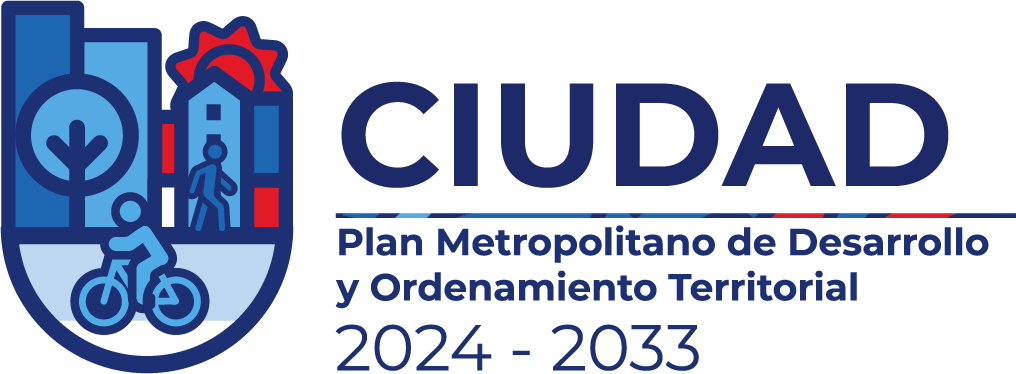 CIUDAD
Plan Metropolitano de Desarrollo
y Ordenamiento Territorial
2024 - 2033